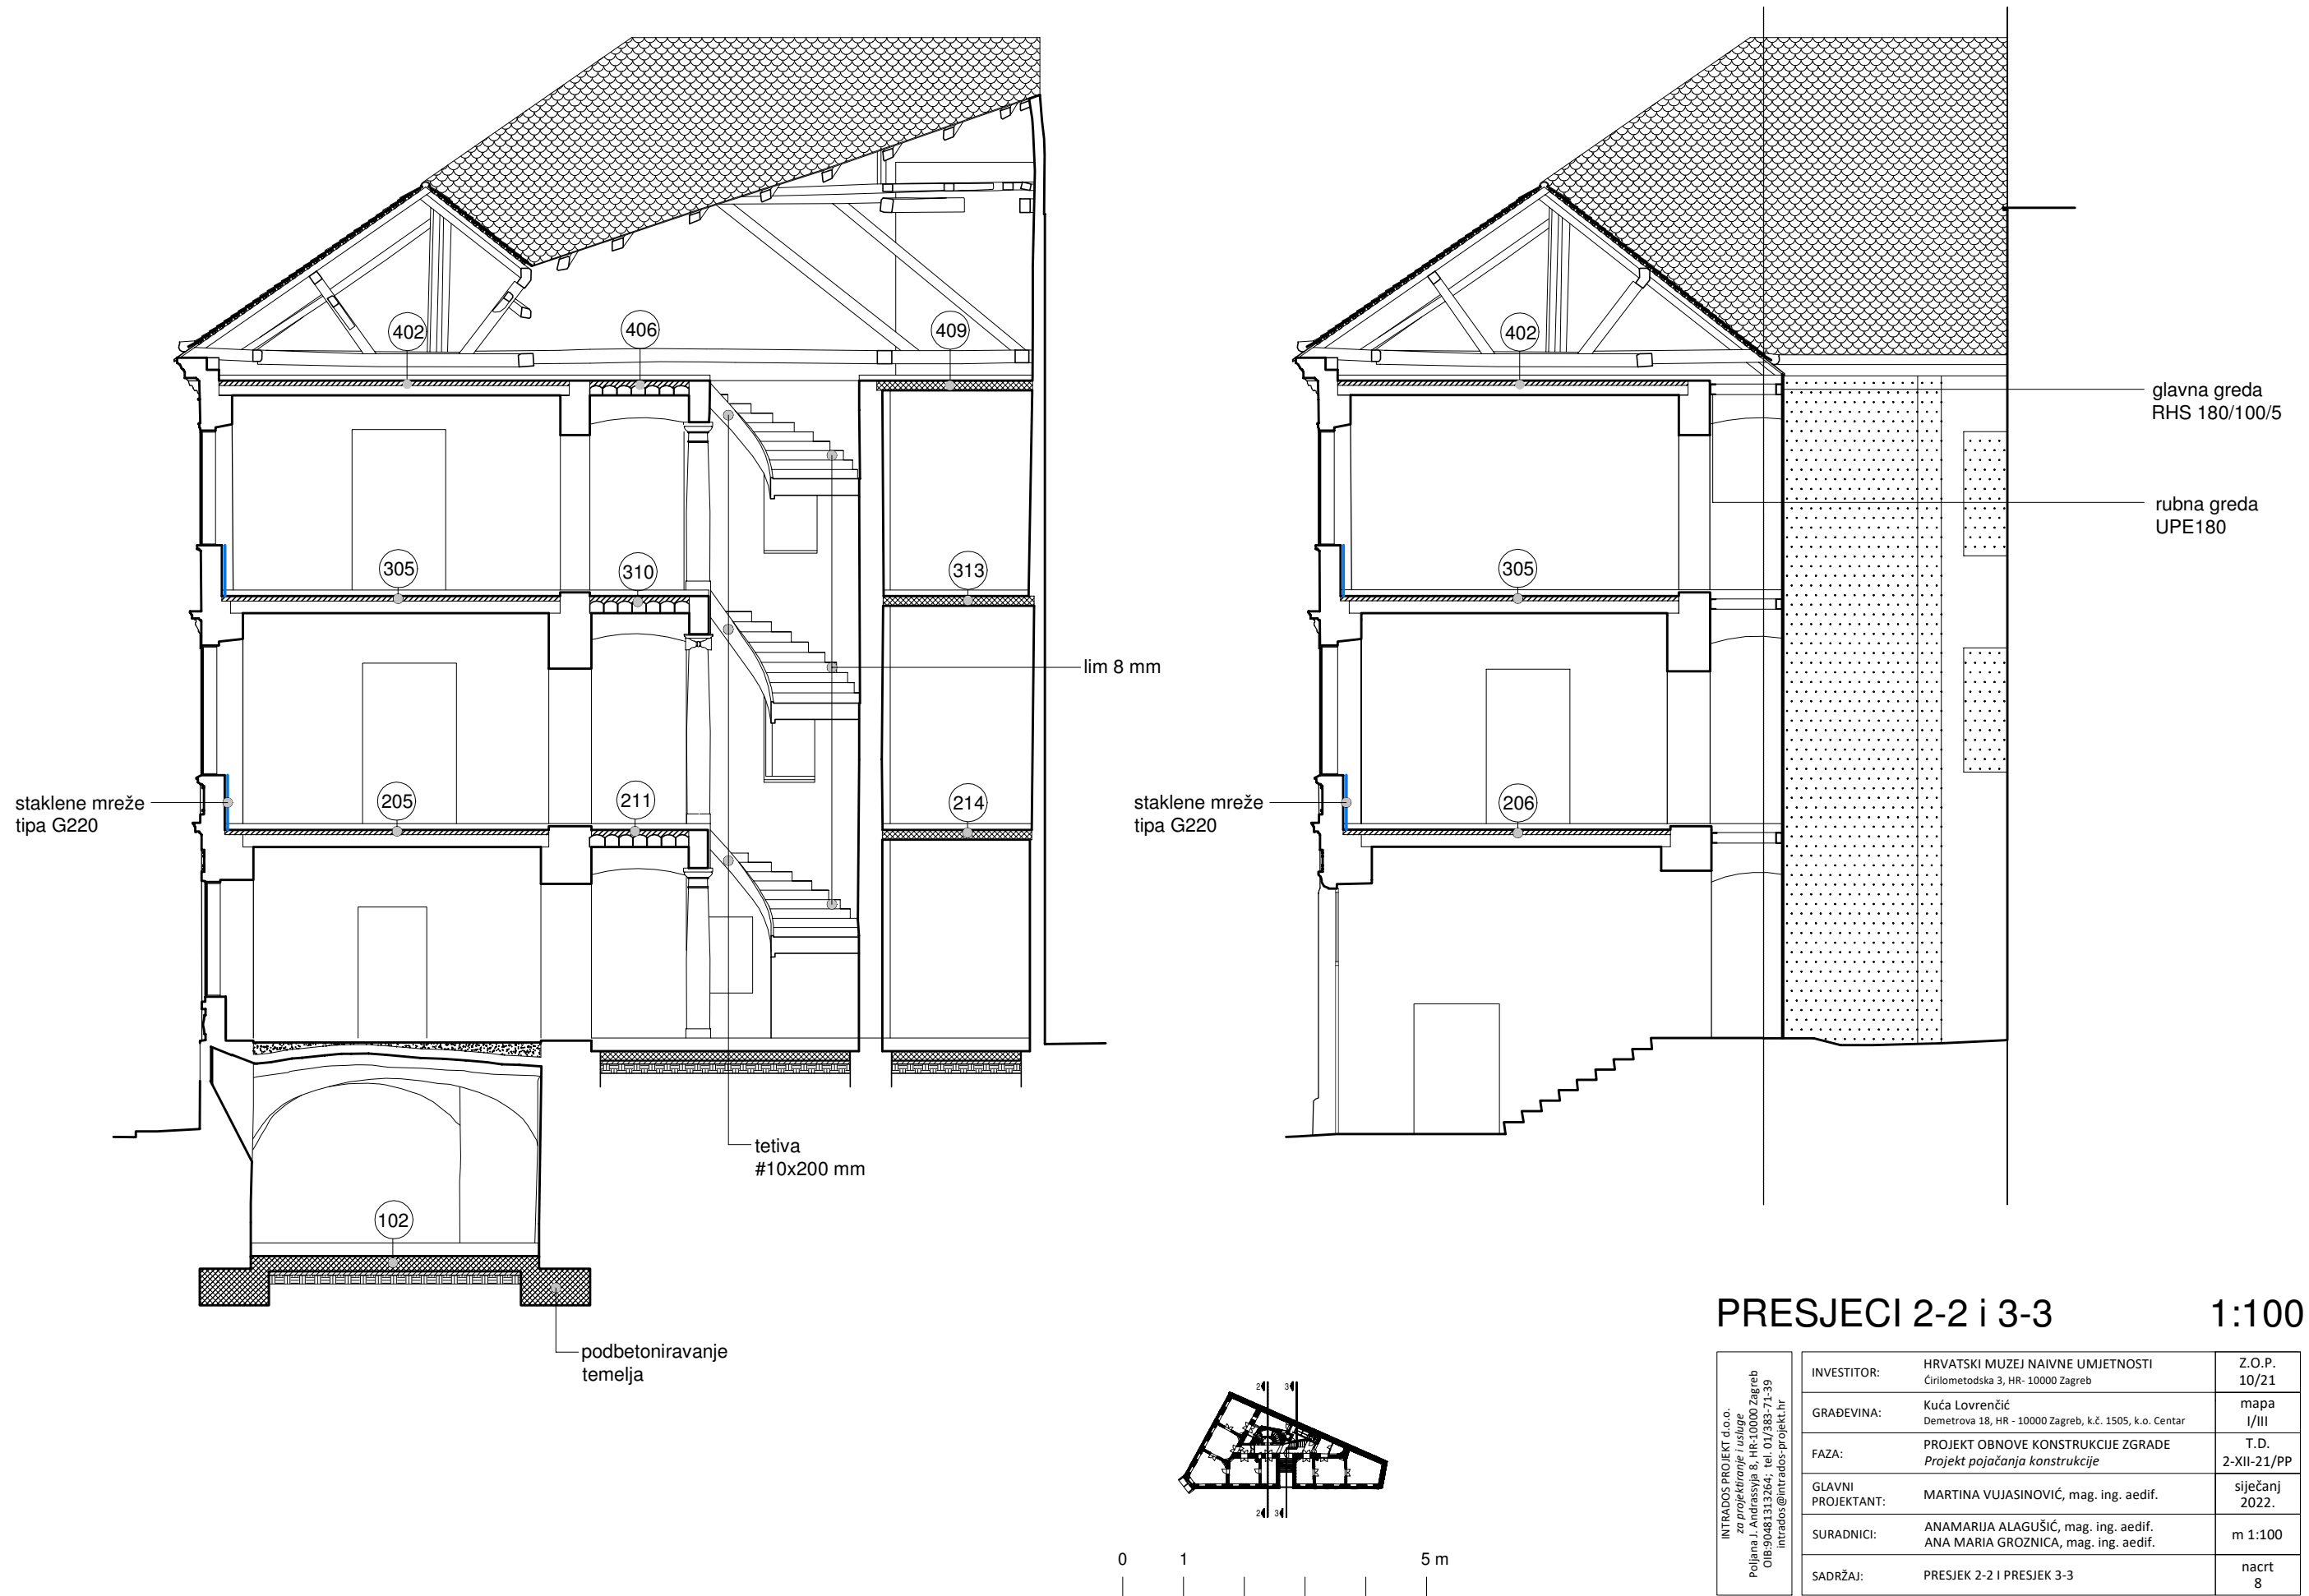 402
406
409
402
glavna greda
RHS 180/100/5
rubna greda
UPE180
305
310
313
305
lim 8 mm
staklene mreže
tipa G220
205
211
214
staklene mreže
tipa G220
206
tetiva
#10x200 mm
102
podbetoniravanje
temelja
PRESJECI 2-2 i 3-3 1:100
INTRADOS PROJEKT d.o.o.
za projektiranje i usluge
Poljana J. Andrassyja 8, HR-10000 Zagreb
OIB:90481313264; tel. 01/383-71-39
intrados@intrados-projekt.hr
INVESTITOR: HRVATSKI MUZEJ NAIVNE UMJETNOSTI
Ćirilometodska 3, HR- 10000 Zagreb
Z.O.P.
10/21
GRAĐEVINA: Kuća Lovrenčić
Demetrova 18, HR - 10000 Zagreb, k.č. 1505, k.o. Centar
mapa
I/III
FAZA: PROJEKT OBNOVE KONSTRUKCIJE ZGRADE
Projekt pojačanja konstrukcije
T.D.
2-XII-21/PP
GLAVNI
PROJEKTANT: MARTINA VUJASINOVIĆ, mag. ing. aedif.
siječanj
2022.
SURADNICI: ANAMARIJA ALAGUŠIĆ, mag. ing. aedif.
ANA MARIA GROZNICA, mag. ing. aedif.
m 1:100
SADRŽAJ: PRESJEK 2-2 I PRESJEK 3-3
nacrt
8
2 3
2 3
0 1 5 m